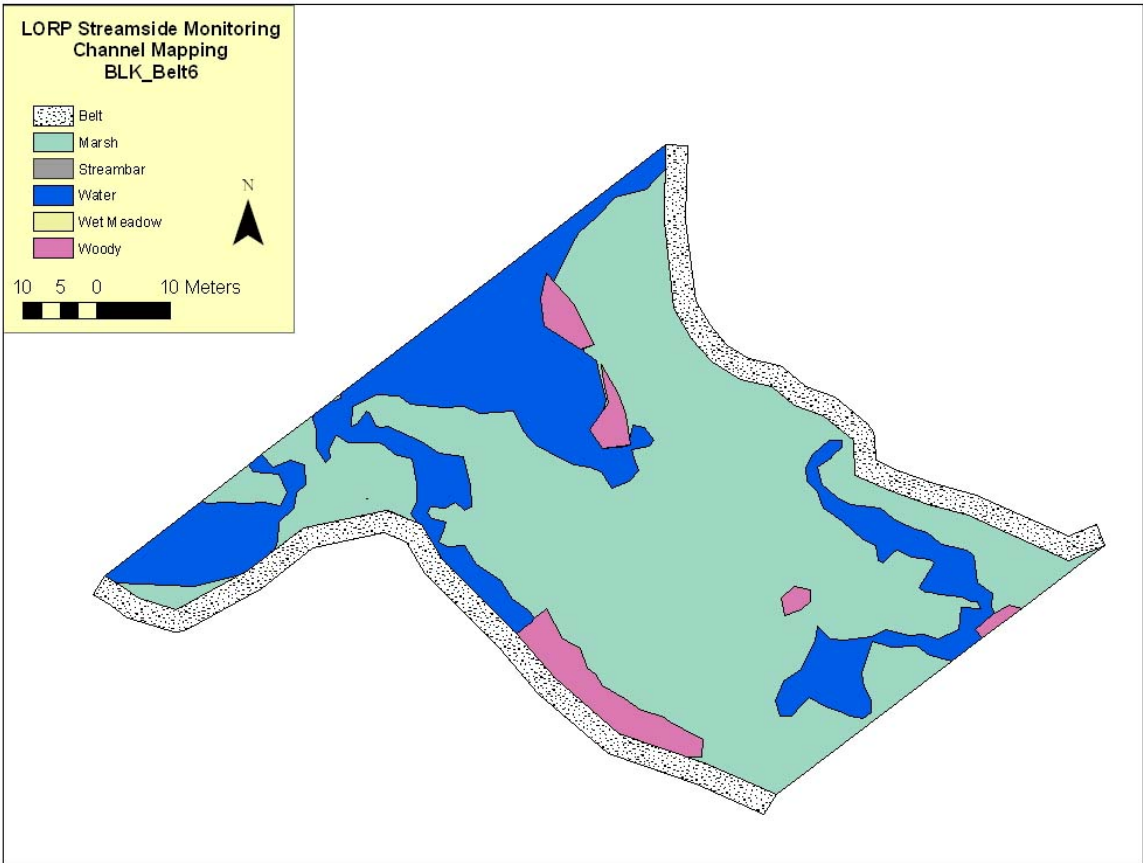 LORP Streamside Monitoring
Channel Mapping
BLK_Belt6
Belt
Marsh
Streambar
Water
Wet Meadow
Woody
N
10 5 0 10 Meters